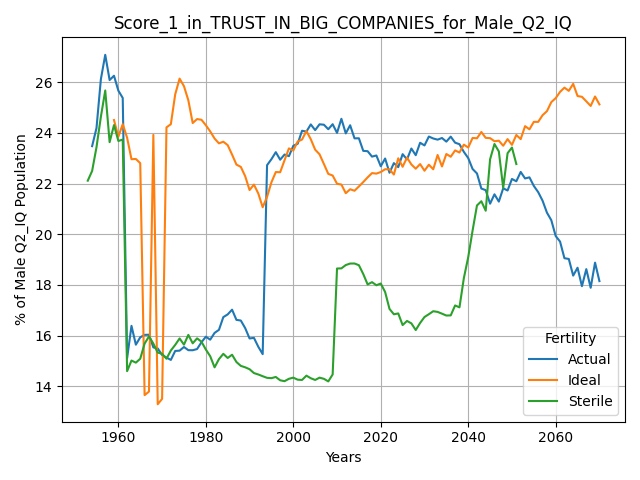 Score_1_in_TRUST_IN_BIG_COMPANIES_for_Male_Q2_IQ
% of Male Q2_IQ Population
26
24
22
20
18
16
14
1960
1980
2000
2020
2040
2060
Years
Fertility
Actual
Ideal
Sterile